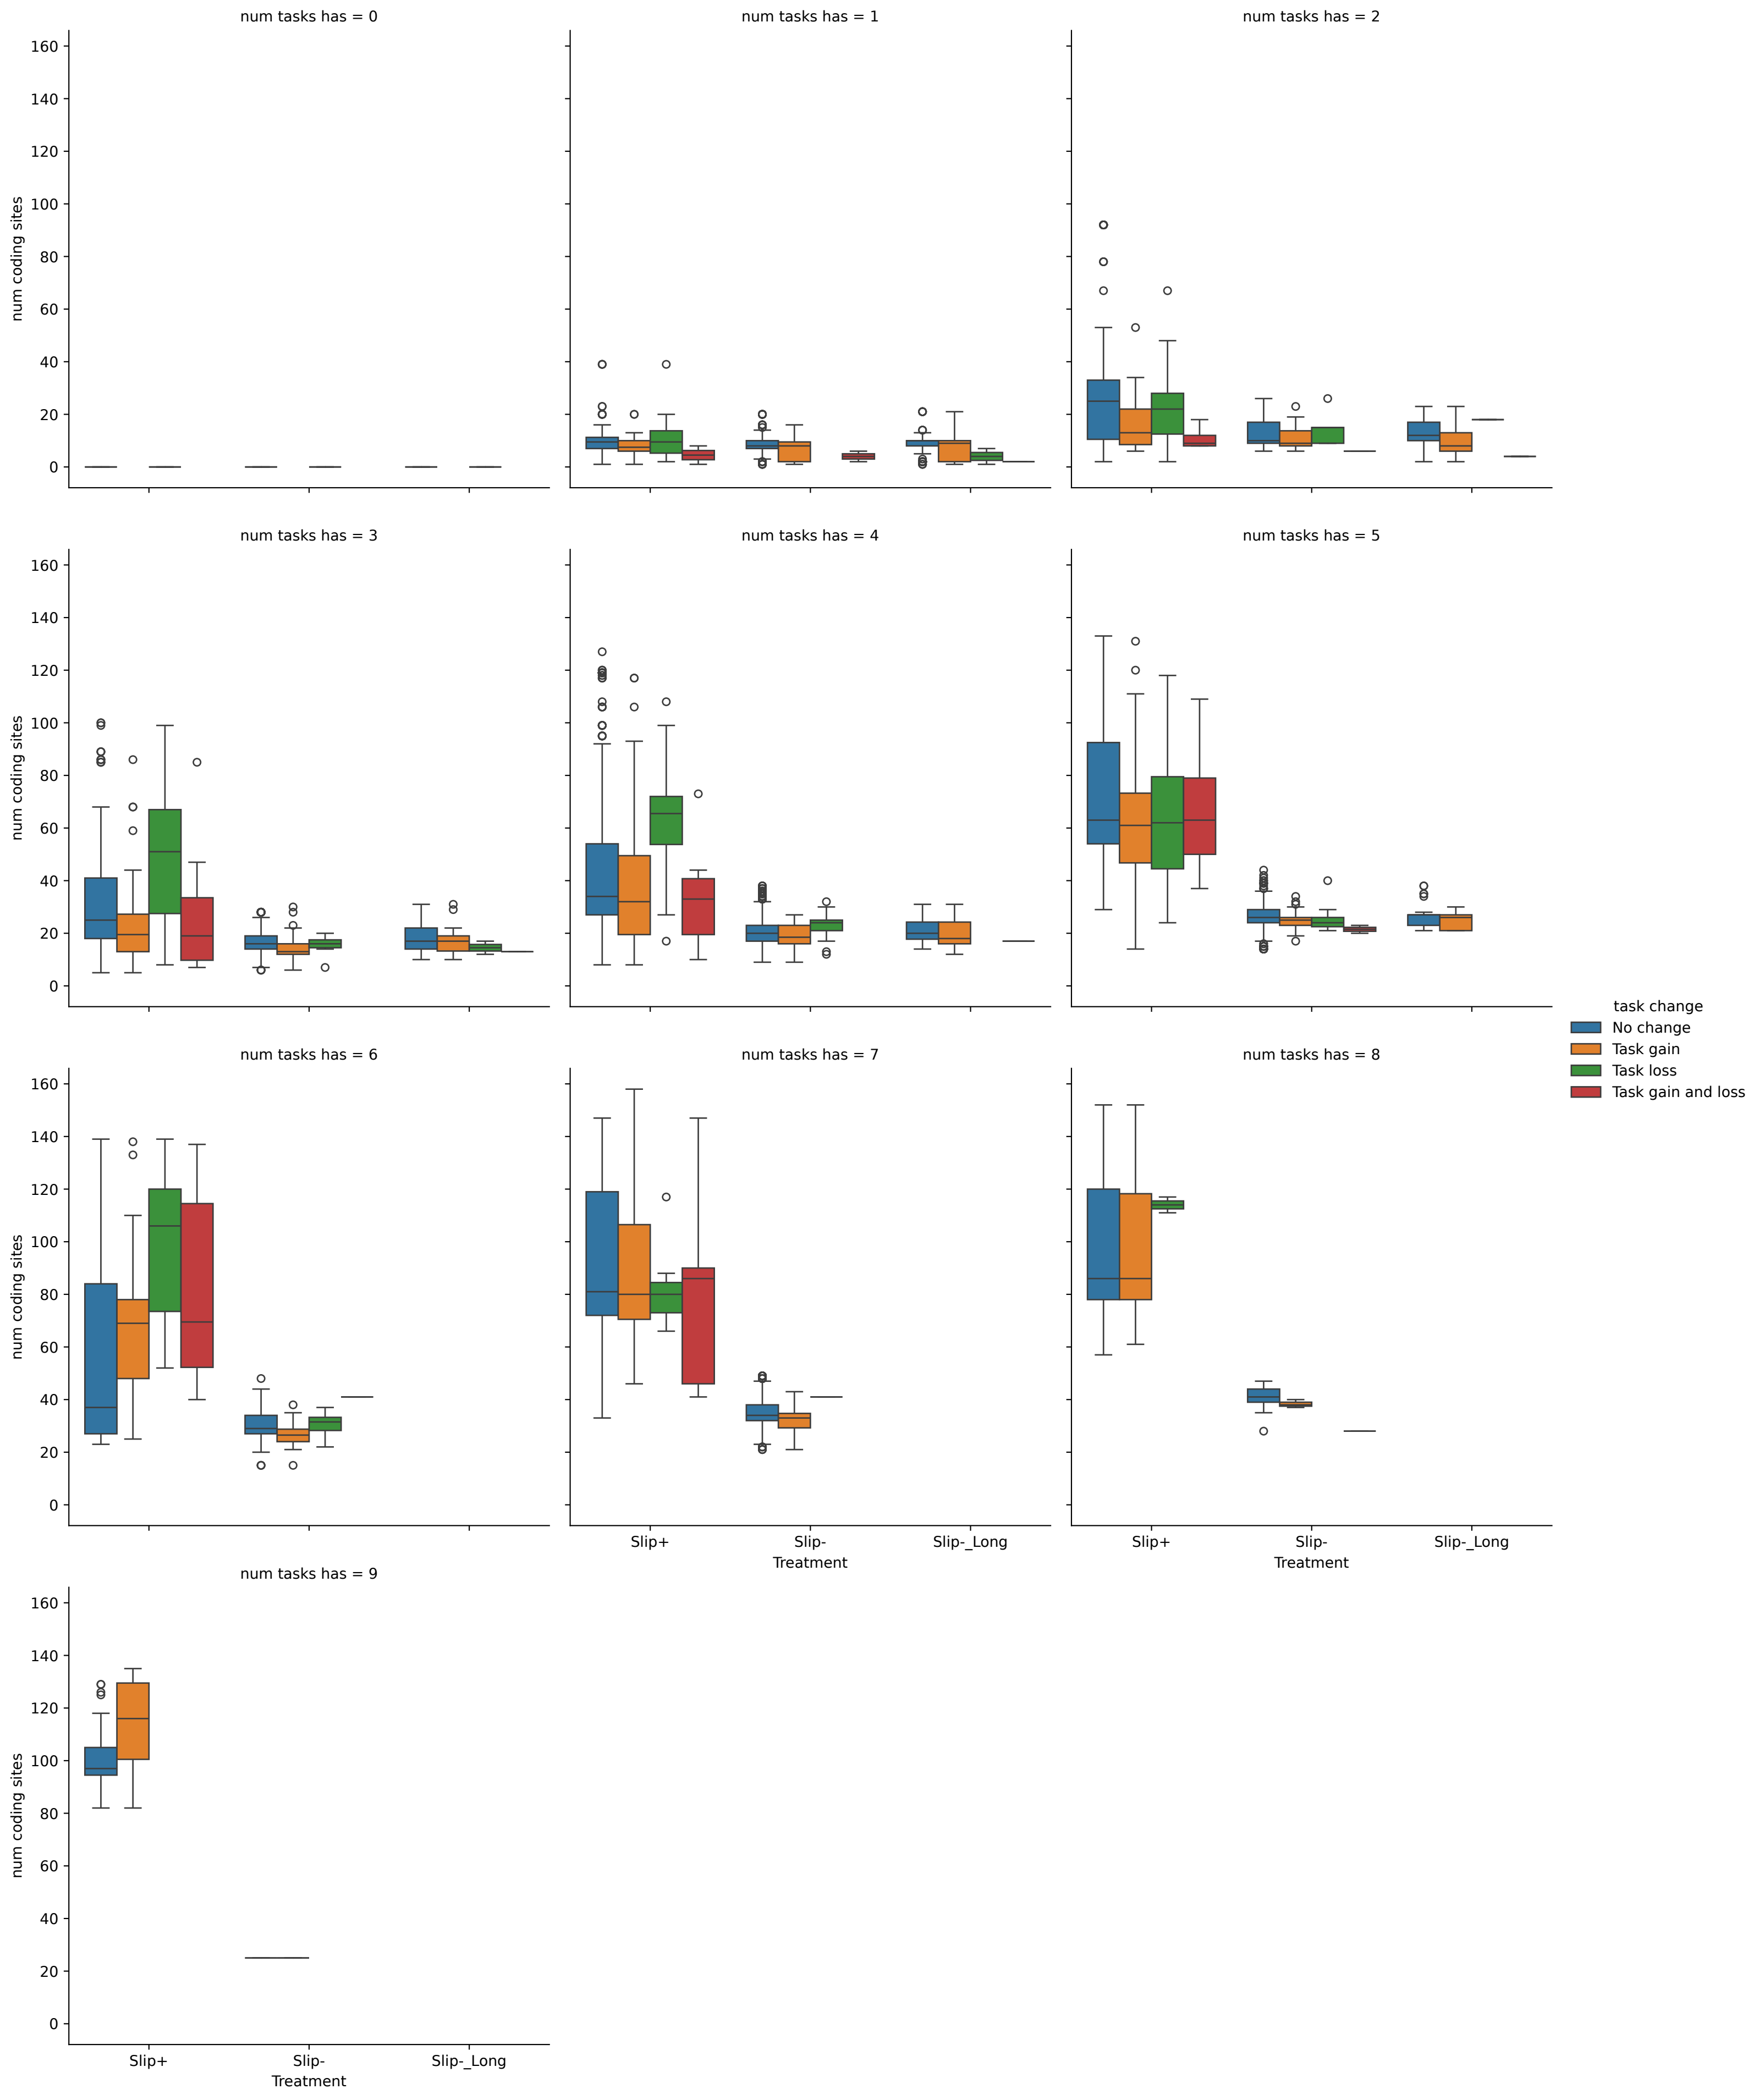 num tasks has = 0
num tasks has = 1
num tasks has = 2
160
140
120
100
80
60
40
20
0
num coding sites
num tasks has = 3
num tasks has = 4
num tasks has = 5
160
140
120
100
80
60
40
20
0
num coding sites
task change
No change
Task gain
Task loss
Task gain and loss
num tasks has = 6
num tasks has = 7
num tasks has = 8
160
140
120
100
80
60
40
20
0
num coding sites
Slip+ Slip- Slip-_Long
Treatment
Slip+ Slip- Slip-_Long
Treatment
num tasks has = 9
160
140
120
100
80
60
40
20
0
num coding sites
Slip+ Slip- Slip-_Long
Treatment